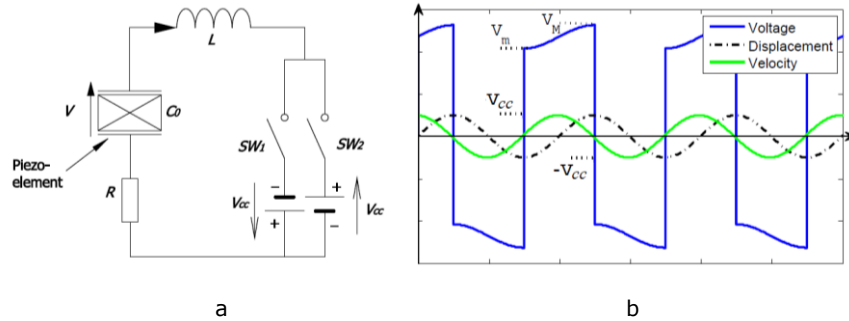 L
V
C0
SW1
SW2
Piezo-
element
R
Vcc
-
+
+
-
Vcc
a
Vm
VM
Vcc
-Vcc
Voltage
Displacement
Velocity
b